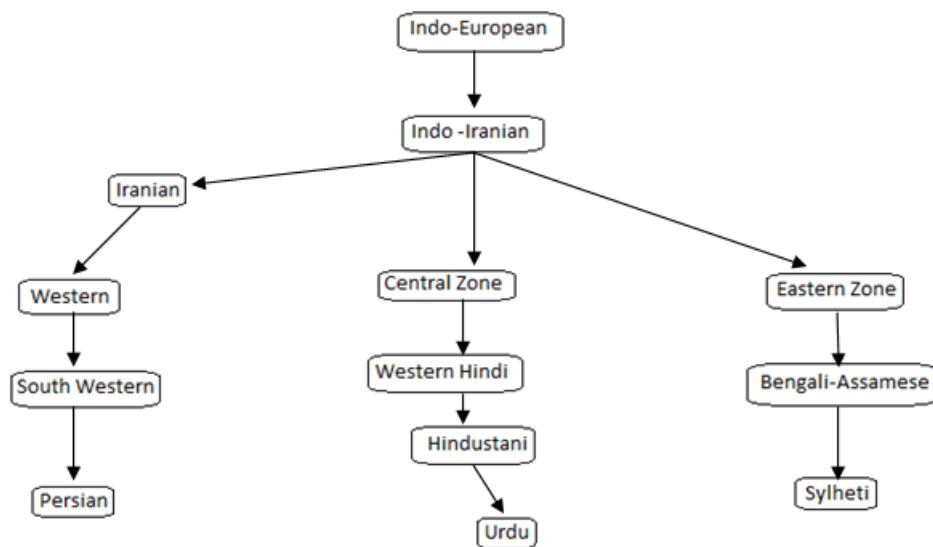 Indo-European
Indo -Iranian
Iranian
Western
Central Zone
Eastern Zone
South Western
Western Hindi
Bengali-Assamese
Hindustani
Persian
Sylheti
Urdu